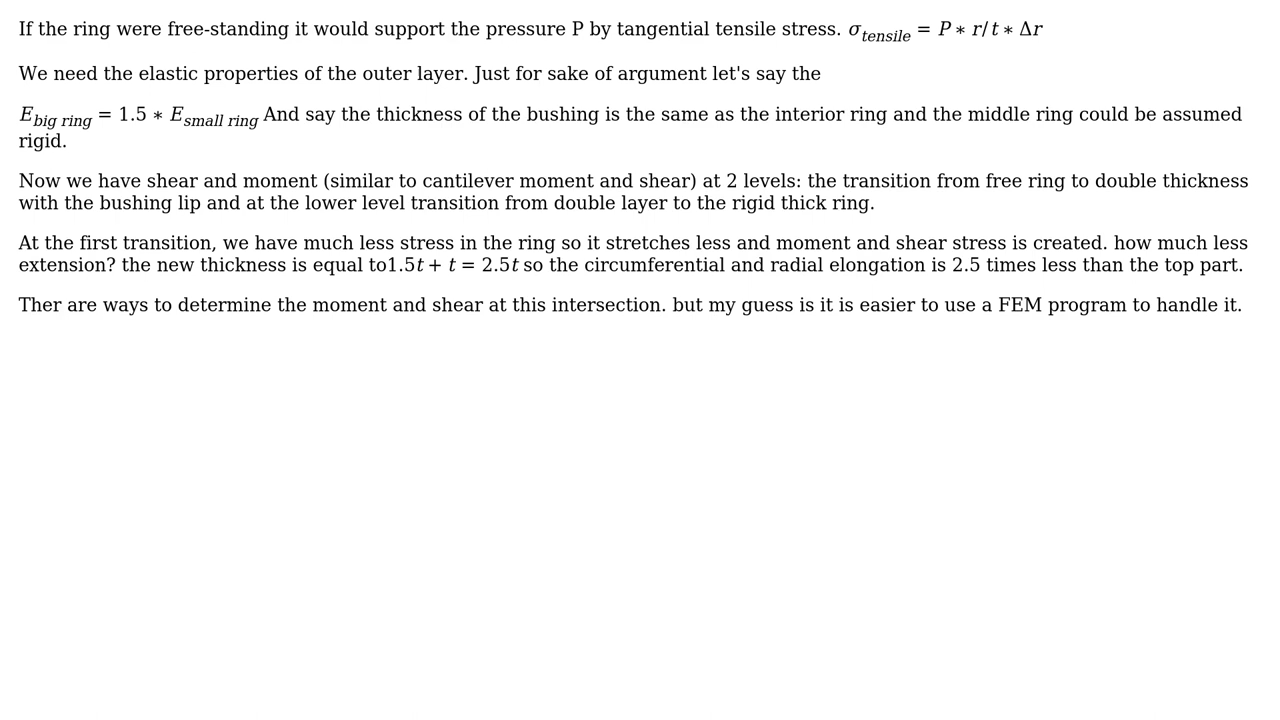 If the ring were free-standing it would support the pressure P by tangential tensile stress. σ_tensile = P ∗ r/t ∗ Δr
We need the elastic properties of the outer layer. Just for sake of argument let's say the
E_big ring = 1.5 ∗ E_small ring And say the thickness of the bushing is the same as the interior ring and the middle ring could be assumed
rigid.
Now we have shear and moment (similar to cantilever moment and shear) at 2 levels: the transition from free ring to double thickness
with the bushing lip and at the lower level transition from double layer to the rigid thick ring.
At the first transition, we have much less stress in the ring so it stretches less and moment and shear stress is created. how much less
extension? the new thickness is equal to1.5t + t = 2.5t so the circumferential and radial elongation is 2.5 times less than the top part.
Ther are ways to determine the moment and shear at this intersection. but my guess is it is easier to use a FEM program to handle it.